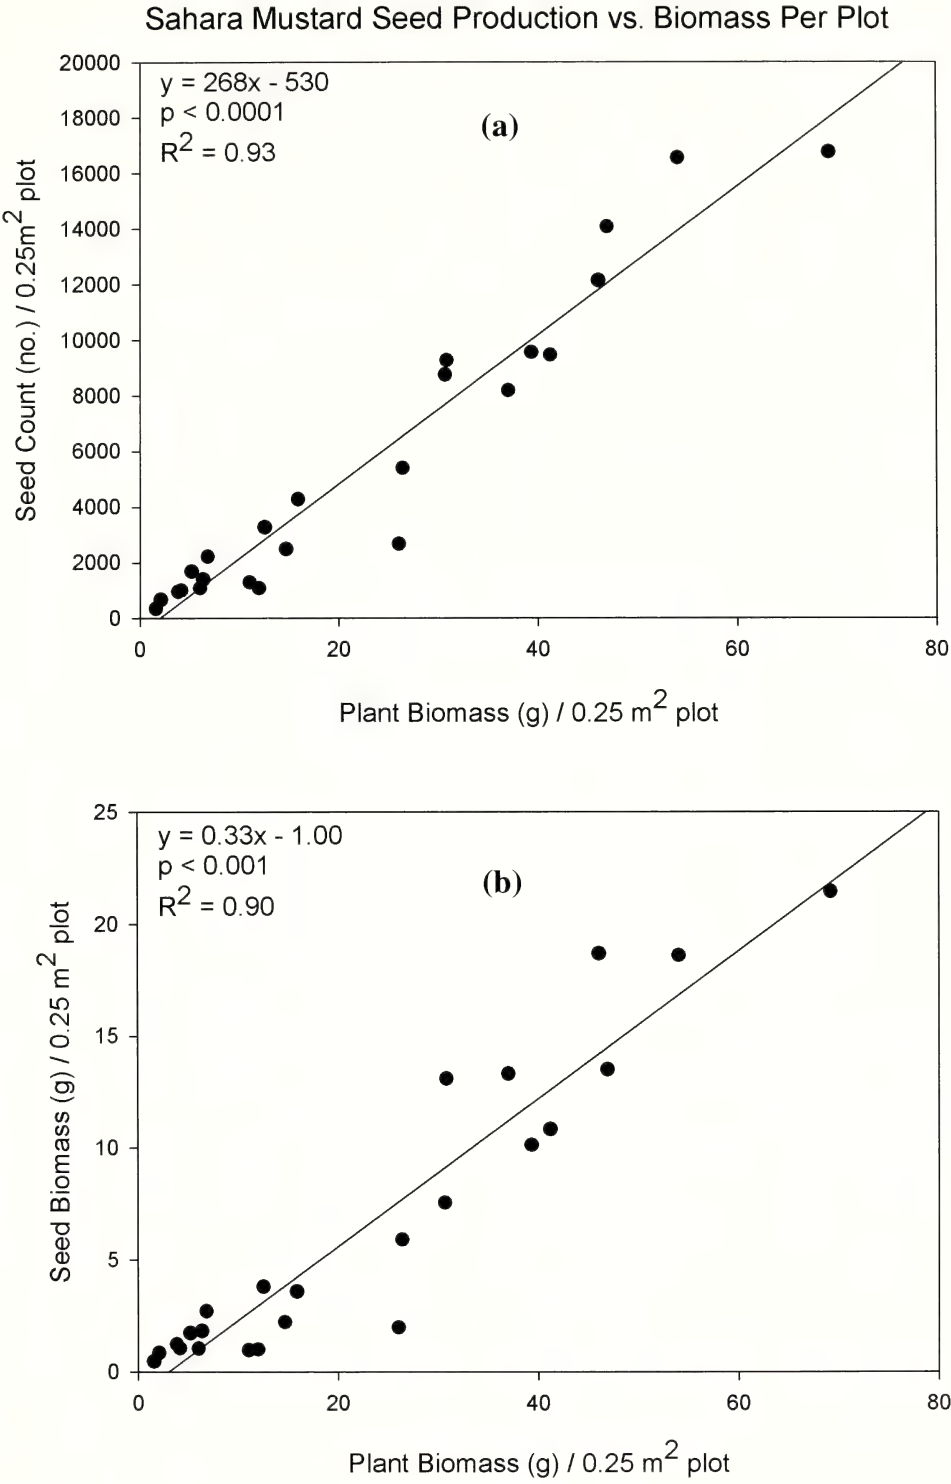 Sahara Mustard Seed Production vs. Biomass Per Plot
y = 268x - 530
p < 0.0001
R² = 0.93
(a)
20000
18000
16000
14000
12000
10000
8000
6000
4000
2000
0
Seed Count (no.) / 0.25m² plot
0 20 40 60 80
Plant Biomass (g) / 0.25 m² plot
y = 0.33x - 1.00
p < 0.001
R² = 0.90
(b)
25
20
15
10
5
0
Seed Biomass (g) / 0.25 m² plot
0 20 40 60 80
Plant Biomass (g) / 0.25 m² plot